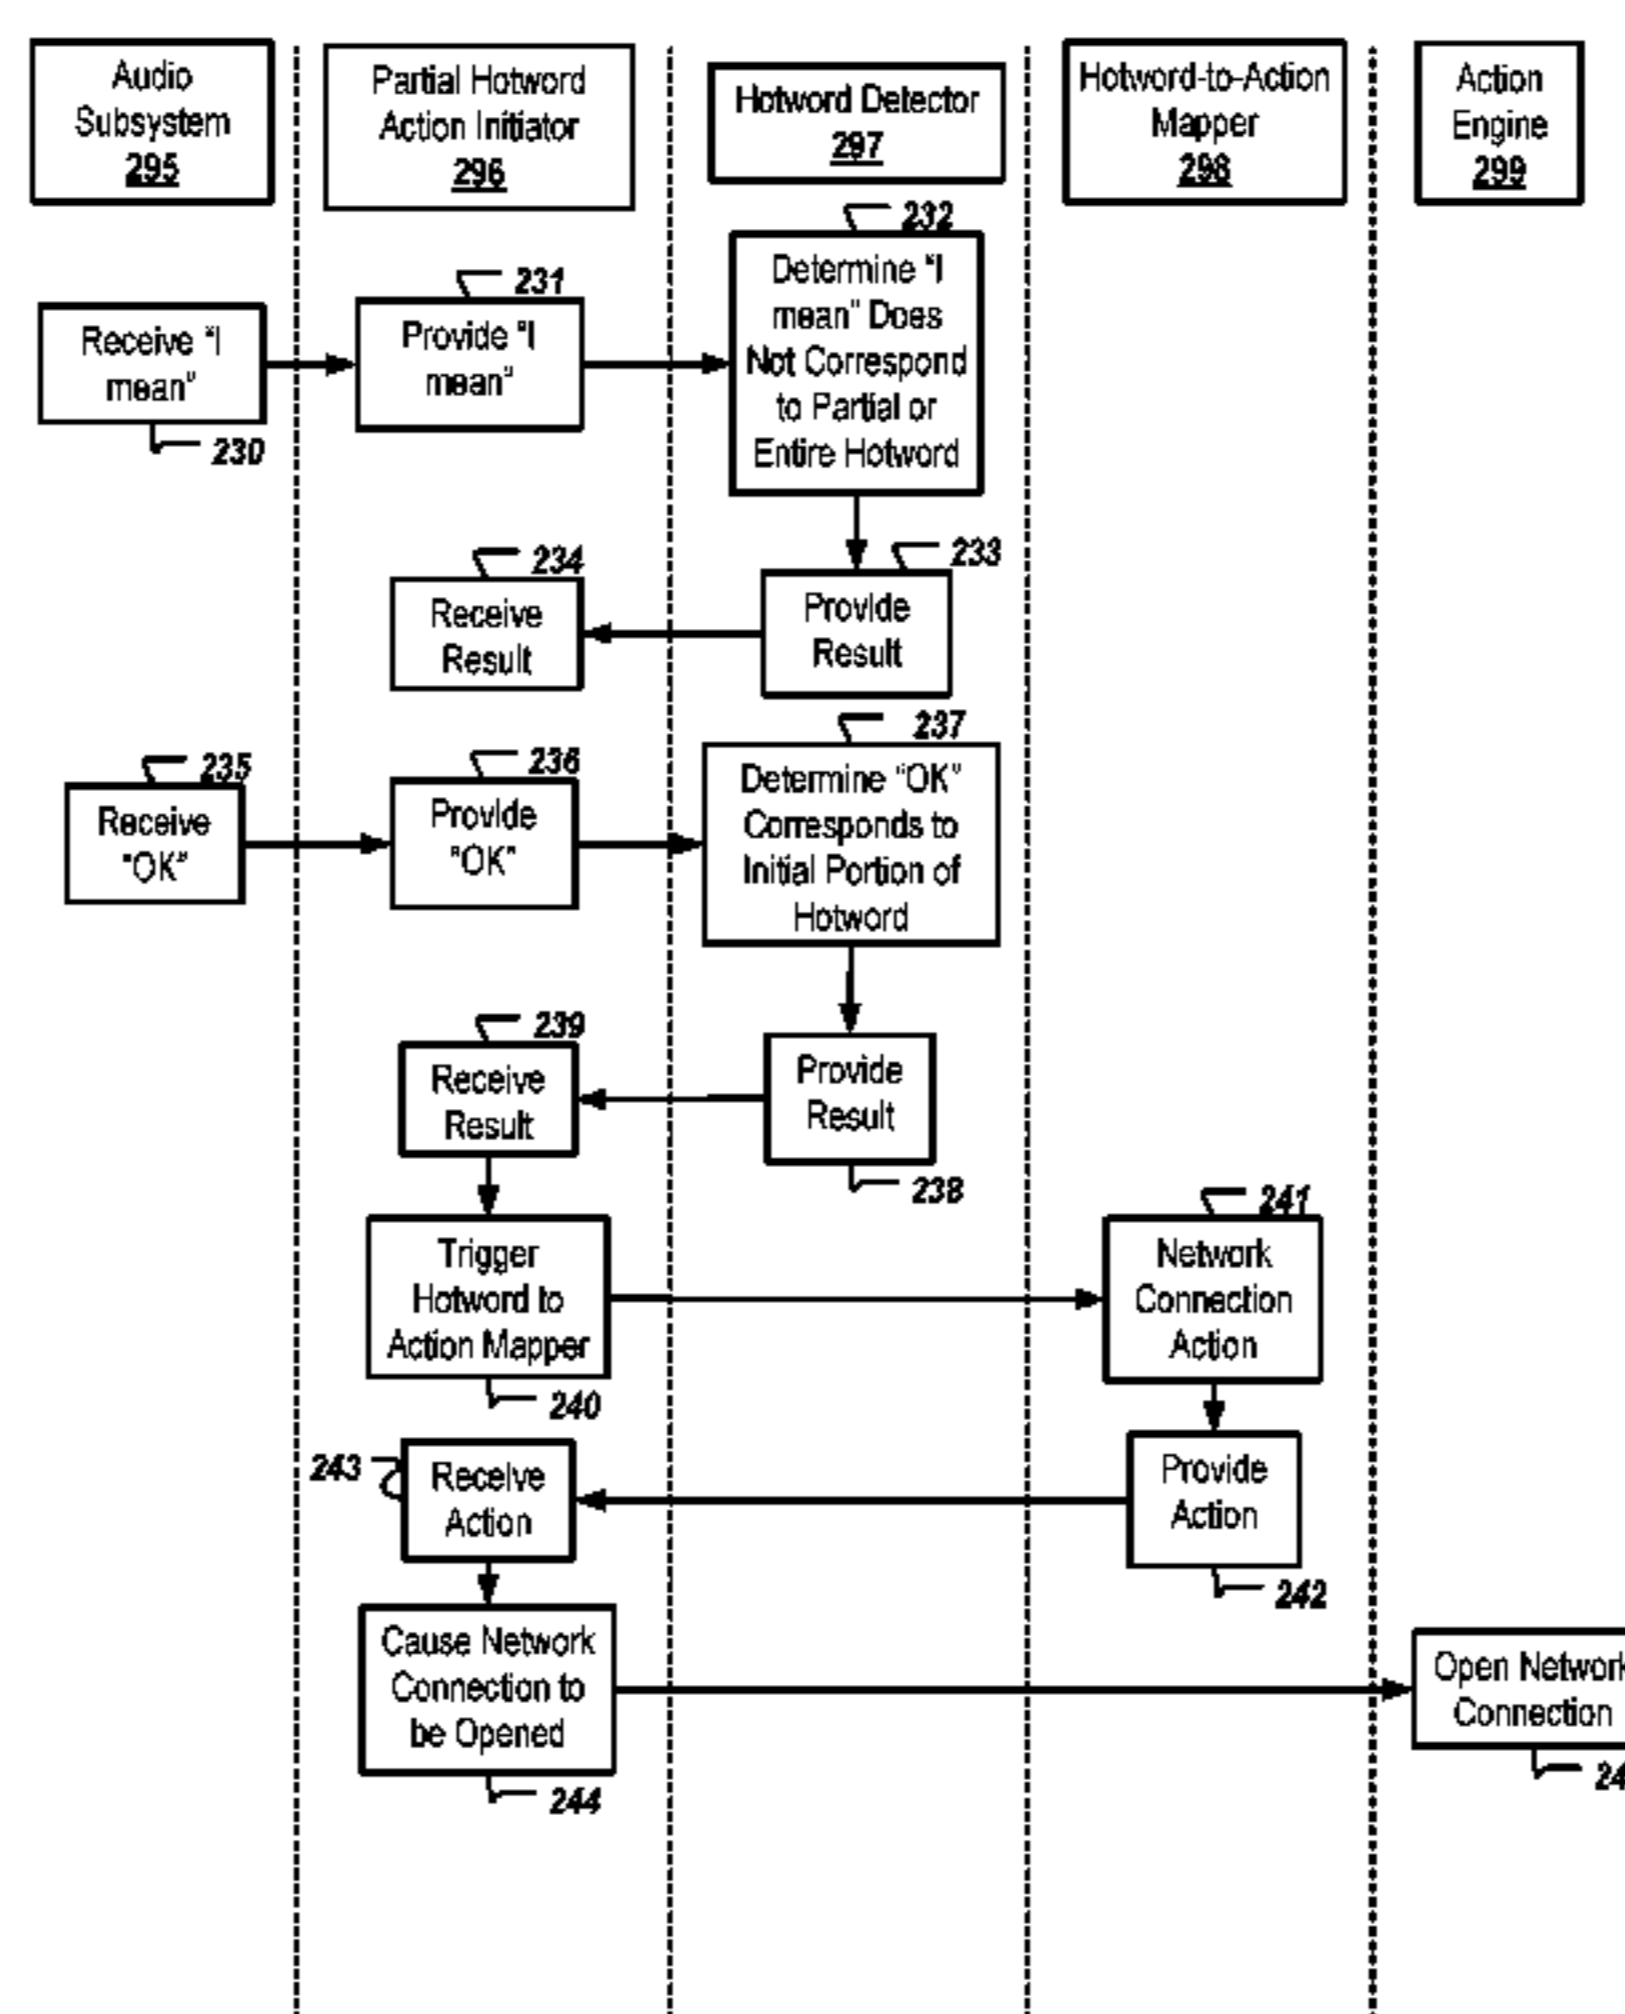 Audio
Subsystem
295
Partial Hotword
Action Initiator
296
Hotword Detector
297
Hotword-to-Action
Mapper
298
Action
Engine
299
230
Receive "I
mean"
231
Provide "I
mean"
232
Determine "I
mean" Does
Not Correspond
to Partial or
Entire Hotword
233
Provide
Result
234
Receive
Result
235
Receive
"OK"
236
Provide
"OK"
237
Determine "OK"
Corresponds to
Initial Portion of
Hotword
238
Provide
Result
239
Receive
Result
Trigger
Hotword to
Action Mapper
240
241
Network
Connection
Action
Provide
Action
242
243
Receive
Action
Cause Network
Connection to
be Opened
244
Open Network
Connection